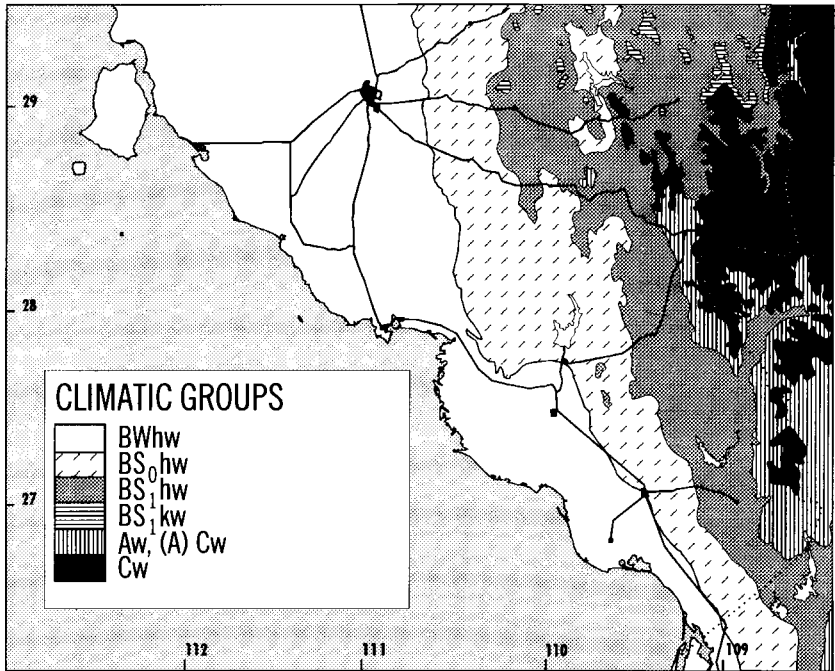 29
28
27
CLIMATIC GROUPS
BWhw
BS₀hw
BS₁hw
BS₁kw
Aw, (A) Cw
Cw
112
111
110
109